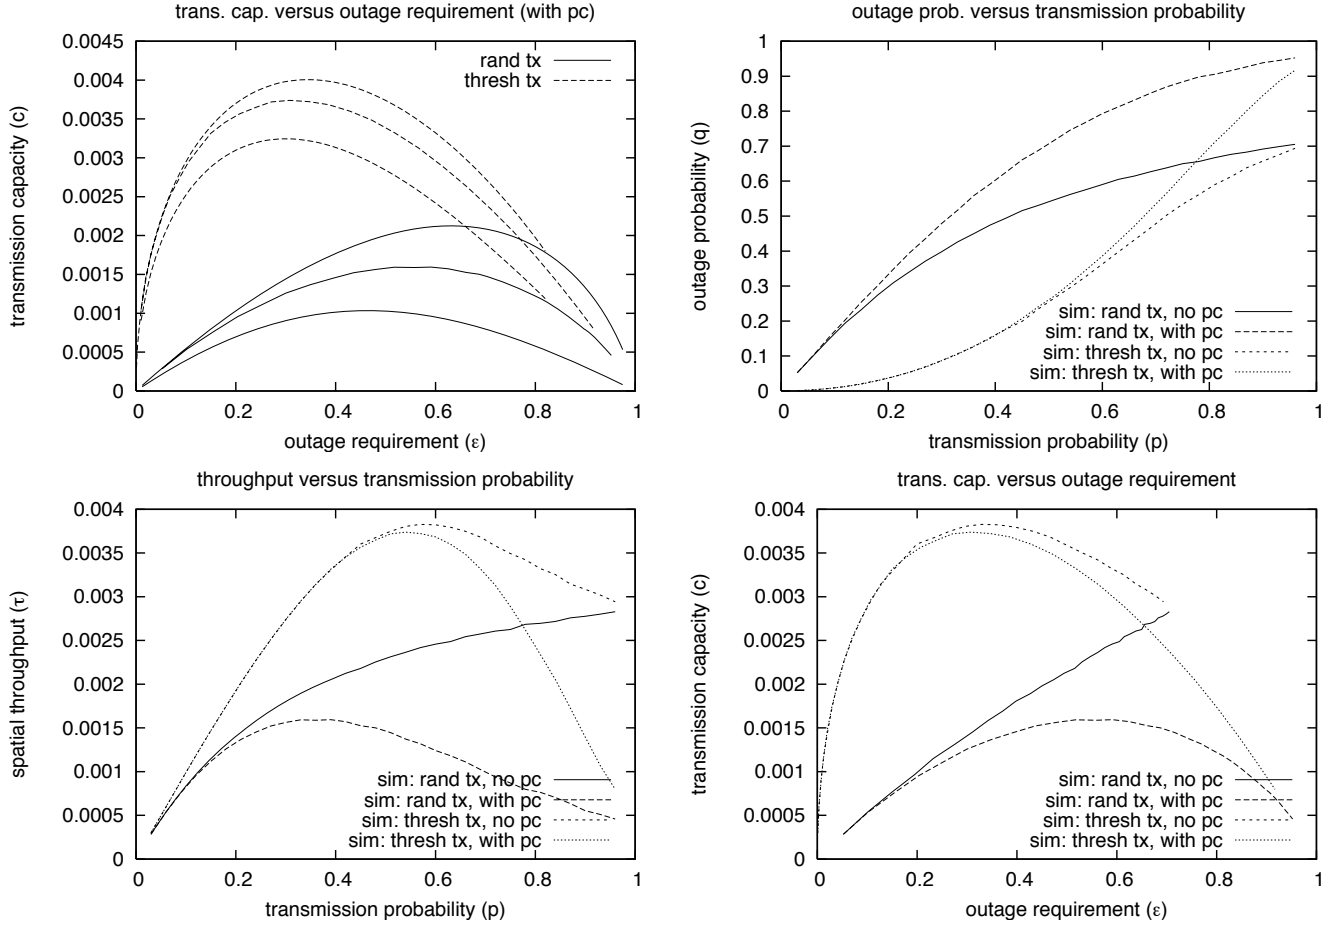 trans. cap. versus outage requirement (with pc)
transmission capacity (c)
0.0045
0.004
0.0035
0.003
0.0025
0.002
0.0015
0.001
0.0005
0
rand tx
thresh tx
0 0.2 0.4 0.6 0.8 1
outage requirement (ε)
outage prob. versus transmission probability
outage probability (q)
1
0.9
0.8
0.7
0.6
0.5
0.4
0.3
0.2
0.1
0
sim: rand tx, no pc
sim: rand tx, with pc
sim: thresh tx, no pc
sim: thresh tx, with pc
0 0.2 0.4 0.6 0.8 1
transmission probability (p)
throughput versus transmission probability
spatial throughput (τ)
0.004
0.0035
0.003
0.0025
0.002
0.0015
0.001
0.0005
0
sim: rand tx, no pc
sim: rand tx, with pc
sim: thresh tx, no pc
sim: thresh tx, with pc
0 0.2 0.4 0.6 0.8 1
transmission probability (p)
trans. cap. versus outage requirement
transmission capacity (c)
0.004
0.0035
0.003
0.0025
0.002
0.0015
0.001
0.0005
0
sim: rand tx, no pc
sim: rand tx, with pc
sim: thresh tx, no pc
sim: thresh tx, with pc
0 0.2 0.4 0.6 0.8 1
outage requirement (ε)